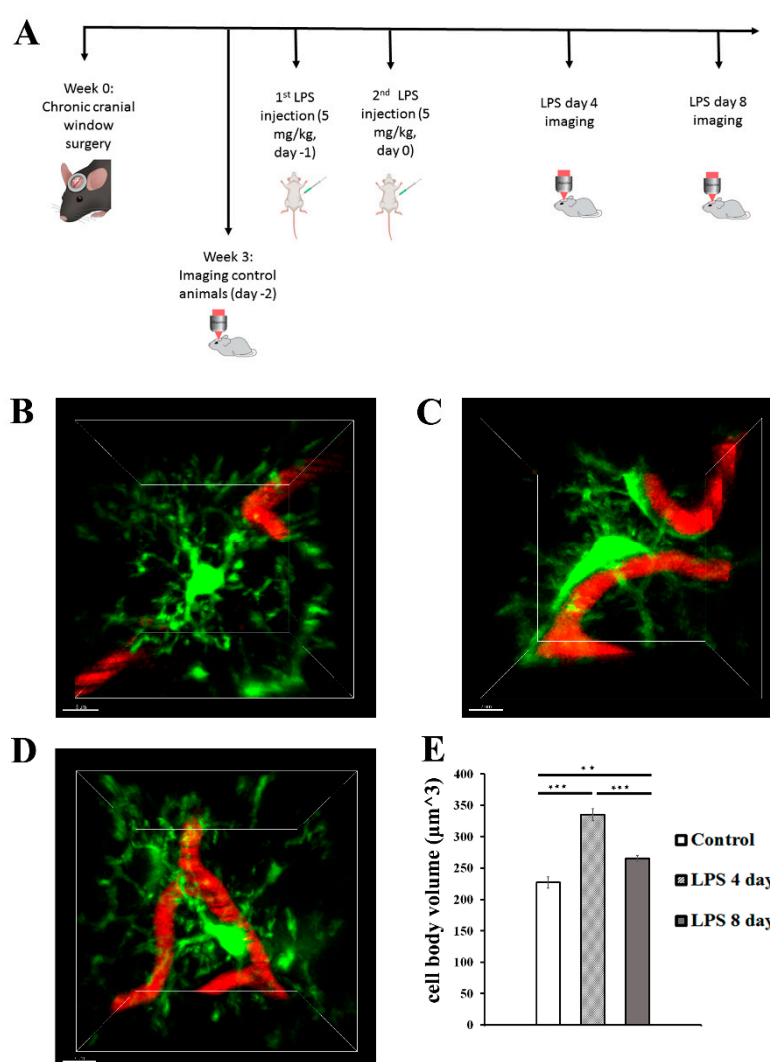 A
Week 0:
Chronic cranial
window
surgery
1st LPS
injection (5
mg/kg,
day -1)
2nd LPS
injection (5
mg/kg,
day 0)
LPS day 4
imaging
LPS day 8
imaging
Week 3:
Imaging control
animals (day -2)
B
C
D
E
cell body volume (µm^3)
400
350
300
250
200
150
100
50
0
**
***
***
Control
LPS 4 day
LPS 8 day